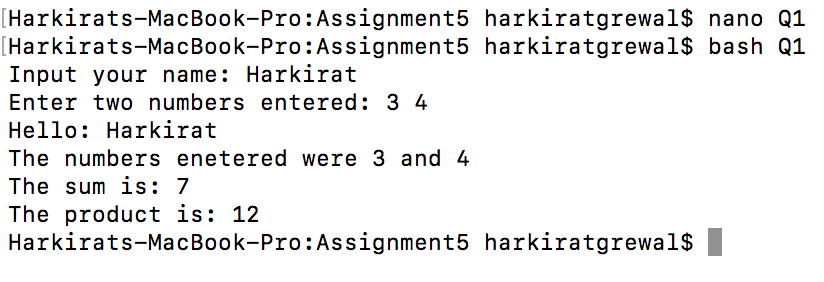 [Harkirats-MacBook-Pro:Assignment5 harkiratgrewal$ nano Q1
[Harkirats-MacBook-Pro:Assignment5 harkiratgrewal$ bash Q1
Input your name: Harkirat
Enter two numbers entered: 3 4
Hello: Harkirat
The numbers enetered were 3 and 4
The sum is: 7
The product is: 12
Harkirats-MacBook-Pro:Assignment5 harkiratgrewal$